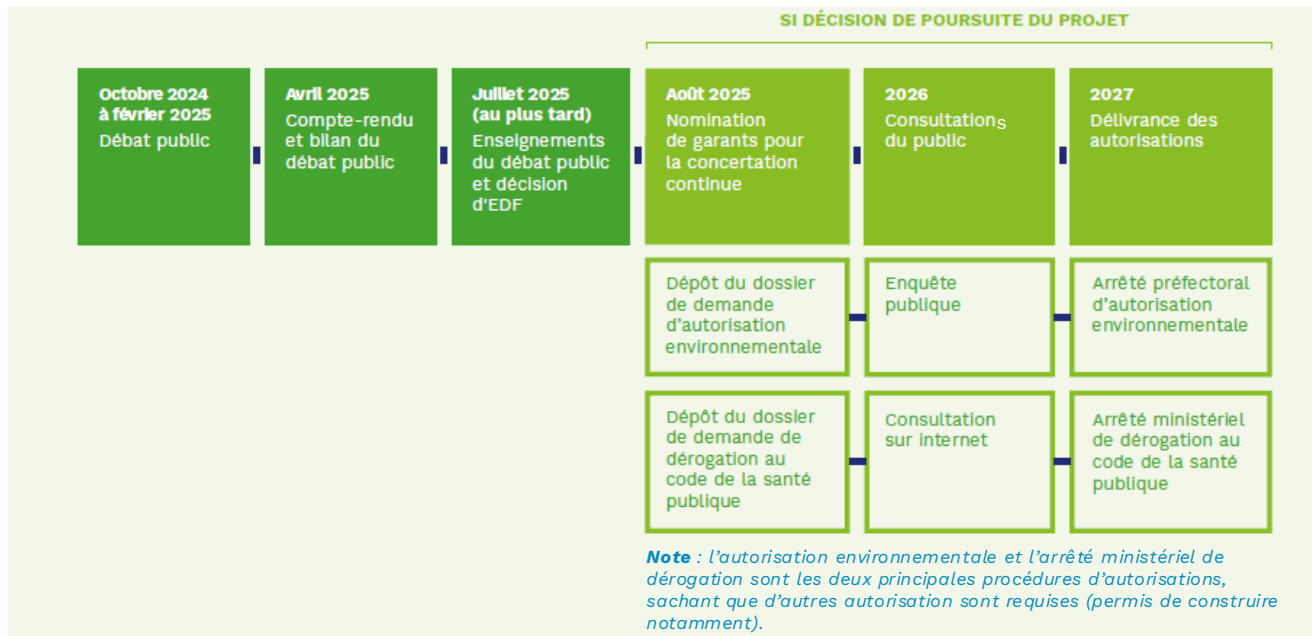 SI DÉCISION DE POURSUITE DU PROJET
Octobre 2024
à février 2025
Débat public
Avril 2025
Compte-rendu
et bilan du
débat public
Juillet 2025
(au plus tard)
Enseignements
du débat public
et décision
d'EDF
Août 2025
Nomination
de garants pour
la concertation
continue
2026
Consultations
du public
2027
Délivrance des
autorisations
Dépôt du dossier
de demande
d'autorisation
environnementale
Enquête
publique
Arrêté préfectoral
d'autorisation
environnementale
Dépôt du dossier
de demande de
dérogation au
code de la santé
publique
Consultation
sur internet
Arrêté ministériel
de dérogation au
code de la santé
publique
Note : l'autorisation environnementale et l'arrêté ministériel de
dérogation sont les deux principales procédures d'autorisations,
sachant que d'autres autorisation sont requises (permis de construire
notamment).